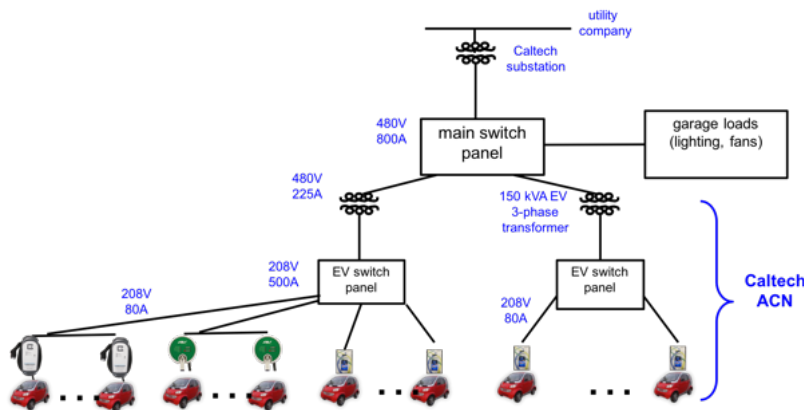 utility
company
Caltech
substation
480V
800A
main switch
panel
garage loads
(lighting, fans)
480V
225A
150 kVA EV
3-phase
transformer
208V
500A
EV switch
panel
EV switch
panel
Caltech
ACN
208V
80A
208V
80A